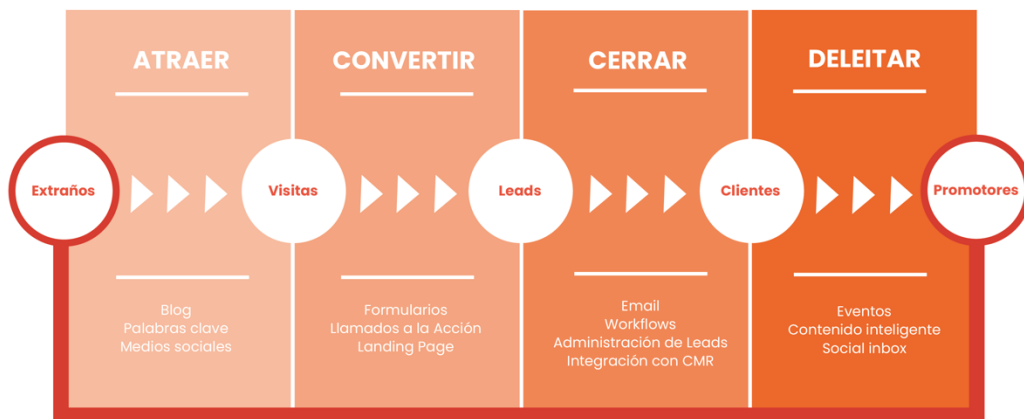 ATRAER
CONVERTIR
CERRAR
DELEITAR
Extraños
Visitas
Leads
Clientes
Promotores
Blog
Palabras clave
Medios sociales
Formularios
Llamados a la Acción
Landing Page
Email
Workflows
Administración de Leads
Integración con CMR
Eventos
Contenido inteligente
Social inbox